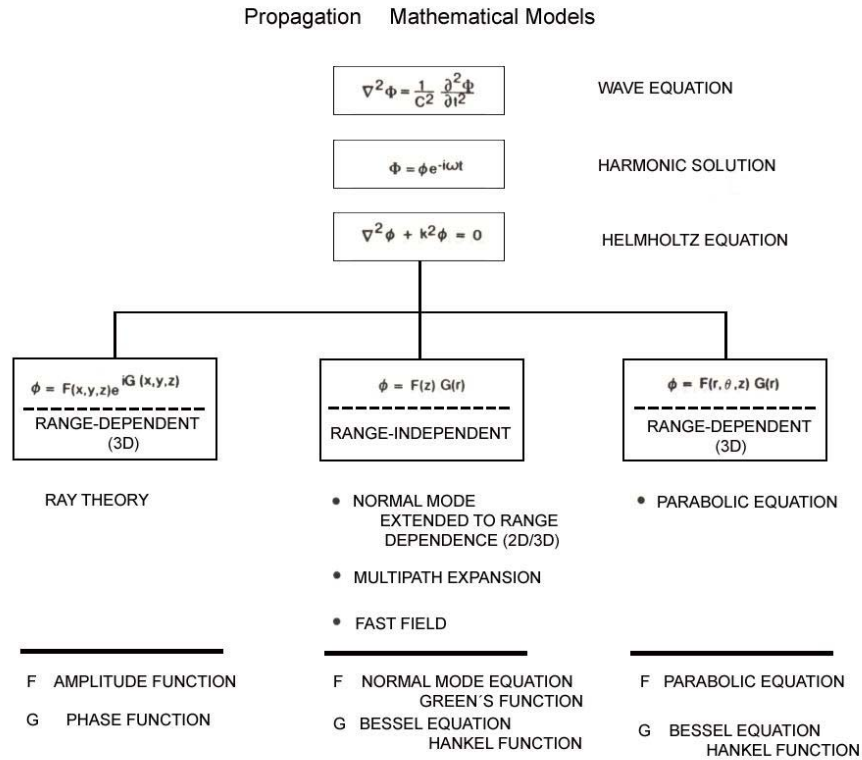 Propagation Mathematical Models
∇²Φ = 1/C² ∂²Φ/∂t²
WAVE EQUATION
Φ = ϕe^-iωt
HARMONIC SOLUTION
∇²ϕ + k²ϕ = 0
HELMHOLTZ EQUATION
ϕ = F(x,y,z)e^iG (x,y,z)
RANGE-DEPENDENT
(3D)
ϕ = F(z) G(r)
RANGE-INDEPENDENT
ϕ = F(r, θ ,z) G(r)
RANGE-DEPENDENT
(3D)
RAY THEORY
• NORMAL MODE
EXTENDED TO RANGE
DEPENDENCE (2D/3D)
• MULTIPATH EXPANSION
• FAST FIELD
• PARABOLIC EQUATION
F AMPLITUDE FUNCTION
G PHASE FUNCTION
F NORMAL MODE EQUATION
GREEN´S FUNCTION
G BESSEL EQUATION
HANKEL FUNCTION
F PARABOLIC EQUATION
G BESSEL EQUATION
HANKEL FUNCTION